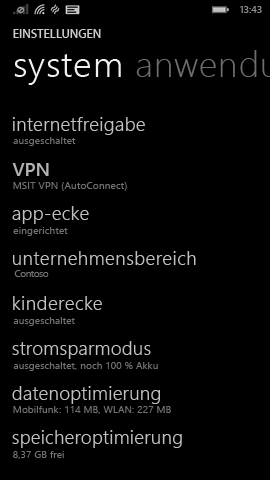 13:43
EINSTELLUNGEN
system anwendu
internetfreigabe
ausgeschaltet
VPN
MSIT VPN (AutoConnect)
app-ecke
eingerichtet
unternehmensbereich
Contoso
kinderecke
ausgeschaltet
stromsparmodus
ausgeschaltet, noch 100 % Akku
datenoptimierung
Mobilfunk: 114 MB, WLAN: 227 MB
speicheroptimierung
8,37 GB frei